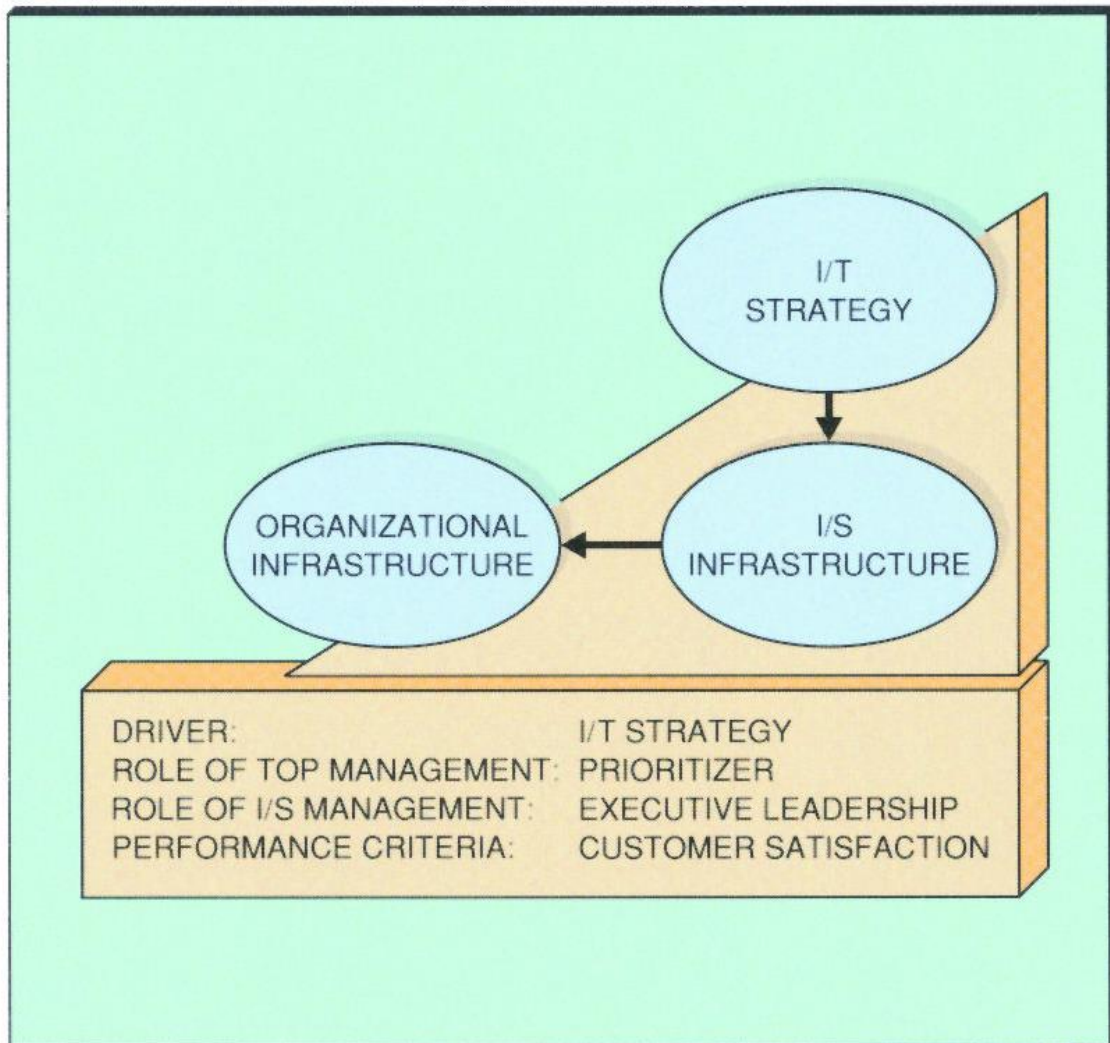 I/T
STRATEGY
ORGANIZATIONAL
INFRASTRUCTURE
I/S
INFRASTRUCTURE
DRIVER: I/T STRATEGY
ROLE OF TOP MANAGEMENT: PRIORITIZER
ROLE OF I/S MANAGEMENT: EXECUTIVE LEADERSHIP
PERFORMANCE CRITERIA: CUSTOMER SATISFACTION